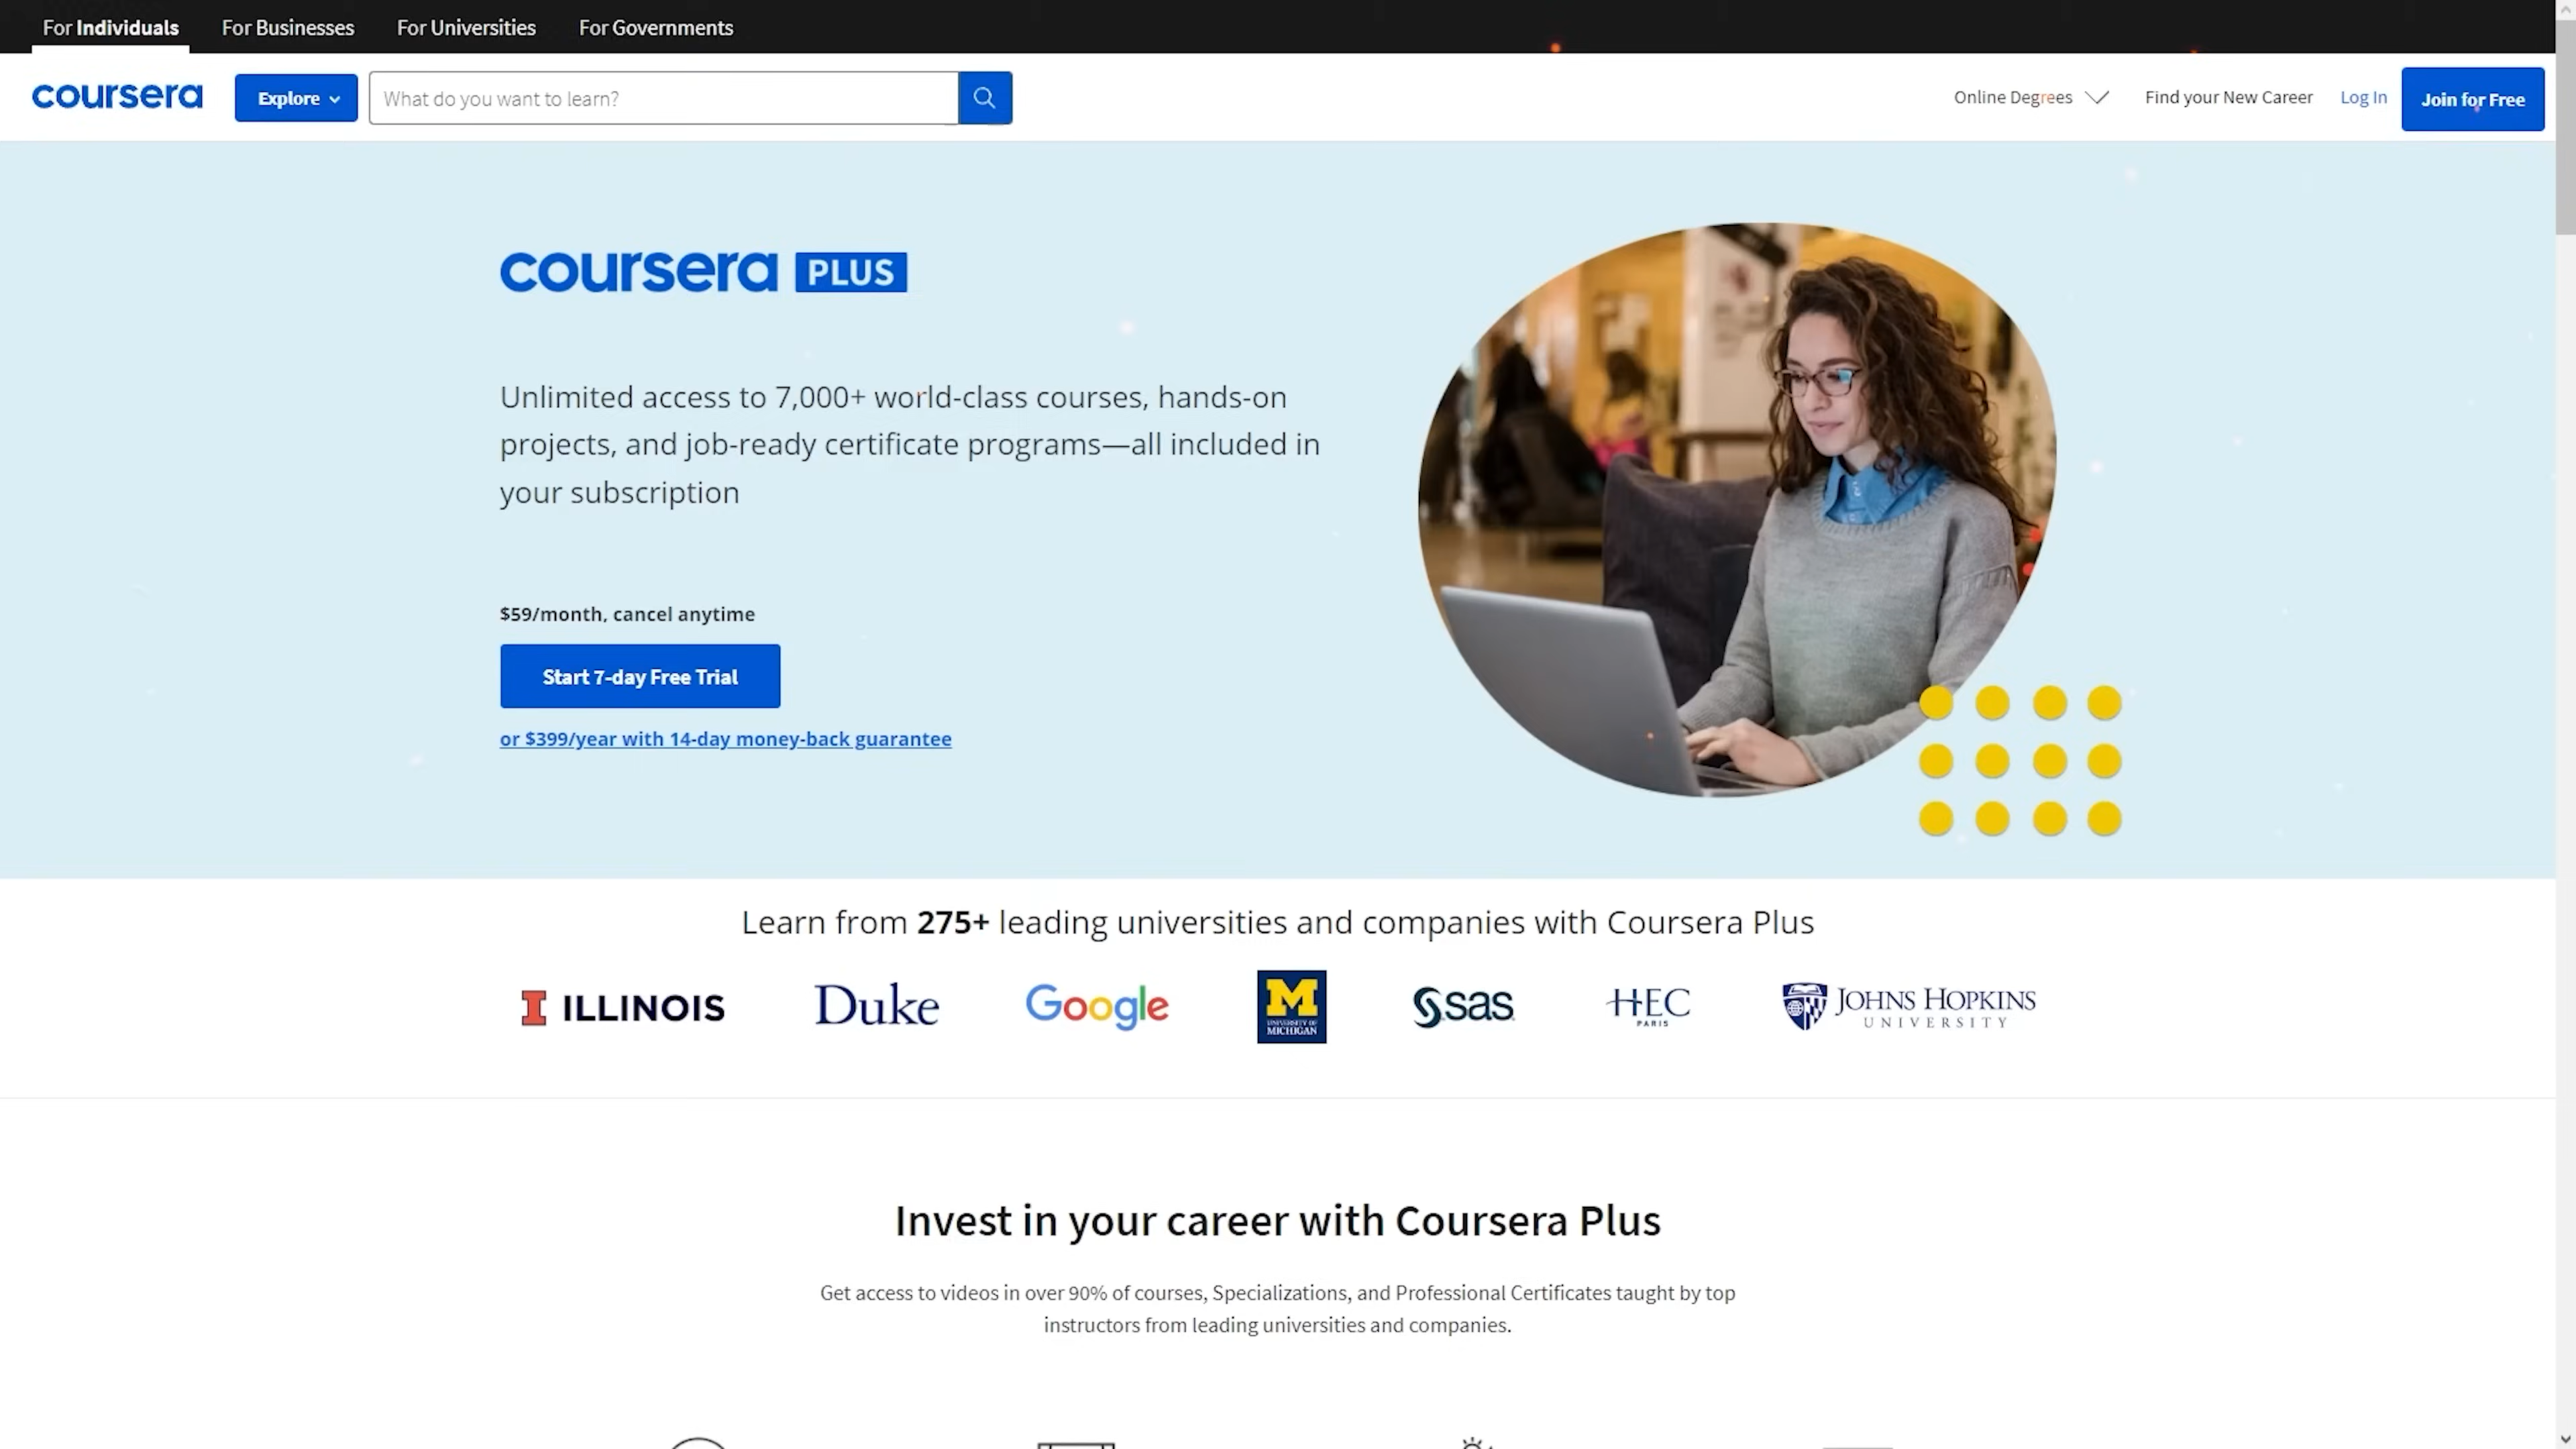 For Individuals
For Businesses
For Universities
For Governments
coursera
Explore
What do you want to learn?
Online Degrees
Find your New Career
Log In
Join for Free
coursera PLUS
Unlimited access to 7,000+ world-class courses, hands-on
projects, and job-ready certificate programs—all included in
your subscription
$59/month, cancel anytime
Start 7-day Free Trial
or $399/year with 14-day money-back guarantee
Learn from 275+ leading universities and companies with Coursera Plus
I ILLINOIS
Duke
Google
M
UNIVERSITY OF
MICHIGAN
sas
HEC
PARIS
JOHNS HOPKINS
UNIVERSITY
Invest in your career with Coursera Plus
Get access to videos in over 90% of courses, Specializations, and Professional Certificates taught by top
instructors from leading universities and companies.